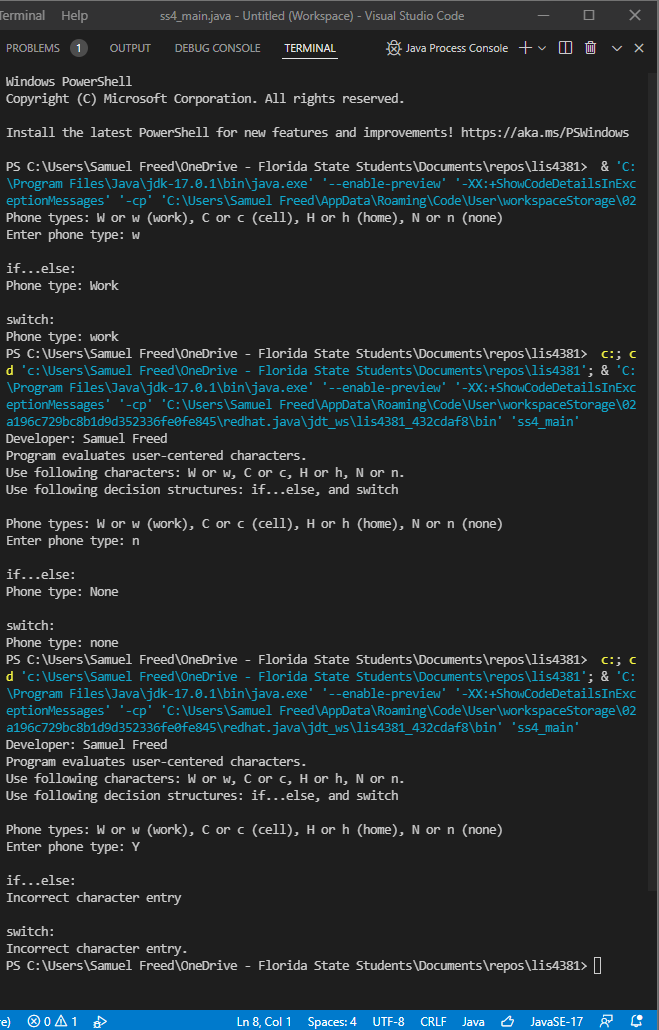 Terminal Help ss4_main.java - Untitled (Workspace) - Visual Studio Code
PROBLEMS 1 OUTPUT DEBUG CONSOLE TERMINAL Java Process Console
Windows PowerShell
Copyright (C) Microsoft Corporation. All rights reserved.
Install the latest PowerShell for new features and improvements! https://aka.ms/PSWindows
PS C:\Users\Samuel Freed\OneDrive - Florida State Students\Documents\repos\lis4381> & 'C:
\Program Files\Java\jdk-17.0.1\bin\java.exe' '--enable-preview' '-XX:+ShowCodeDetailsInExc
eptionMessages' '-cp' 'C:\Users\Samuel Freed\AppData\Roaming\Code\User\workspaceStorage\02
Phone types: W or w (work), C or c (cell), H or h (home), N or n (none)
Enter phone type: w
if...else:
Phone type: Work
switch:
Phone type: work
PS C:\Users\Samuel Freed\OneDrive - Florida State Students\Documents\repos\lis4381> c:; c
d 'c:\Users\Samuel Freed\OneDrive - Florida State Students\Documents\repos\lis4381'; & 'C:
\Program Files\Java\jdk-17.0.1\bin\java.exe' '--enable-preview' '-XX:+ShowCodeDetailsInExc
eptionMessages' '-cp' 'C:\Users\Samuel Freed\AppData\Roaming\Code\User\workspaceStorage\02
a196c729bc8b1d9d352336fe0fe845\redhat.java\jdt_ws\lis4381_432cdaf8\bin' 'ss4_main'
Developer: Samuel Freed
Program evaluates user-centered characters.
Use following characters: W or w, C or c, H or h, N or n.
Use following decision structures: if...else, and switch
Phone types: W or w (work), C or c (cell), H or h (home), N or n (none)
Enter phone type: n
if...else:
Phone type: None
switch:
Phone type: none
PS C:\Users\Samuel Freed\OneDrive - Florida State Students\Documents\repos\lis4381> c:; c
d 'c:\Users\Samuel Freed\OneDrive - Florida State Students\Documents\repos\lis4381'; & 'C:
\Program Files\Java\jdk-17.0.1\bin\java.exe' '--enable-preview' '-XX:+ShowCodeDetailsInExc
eptionMessages' '-cp' 'C:\Users\Samuel Freed\AppData\Roaming\Code\User\workspaceStorage\02
a196c729bc8b1d9d352336fe0fe845\redhat.java\jdt_ws\lis4381_432cdaf8\bin' 'ss4_main'
Developer: Samuel Freed
Program evaluates user-centered characters.
Use following characters: W or w, C or c, H or h, N or n.
Use following decision structures: if...else, and switch
Phone types: W or w (work), C or c (cell), H or h (home), N or n (none)
Enter phone type: Y
if...else:
Incorrect character entry
switch:
Incorrect character entry.
PS C:\Users\Samuel Freed\OneDrive - Florida State Students\Documents\repos\lis4381>
e) 0 1 Ln 8, Col 1 Spaces: 4 UTF-8 CRLF Java JavaSE-17